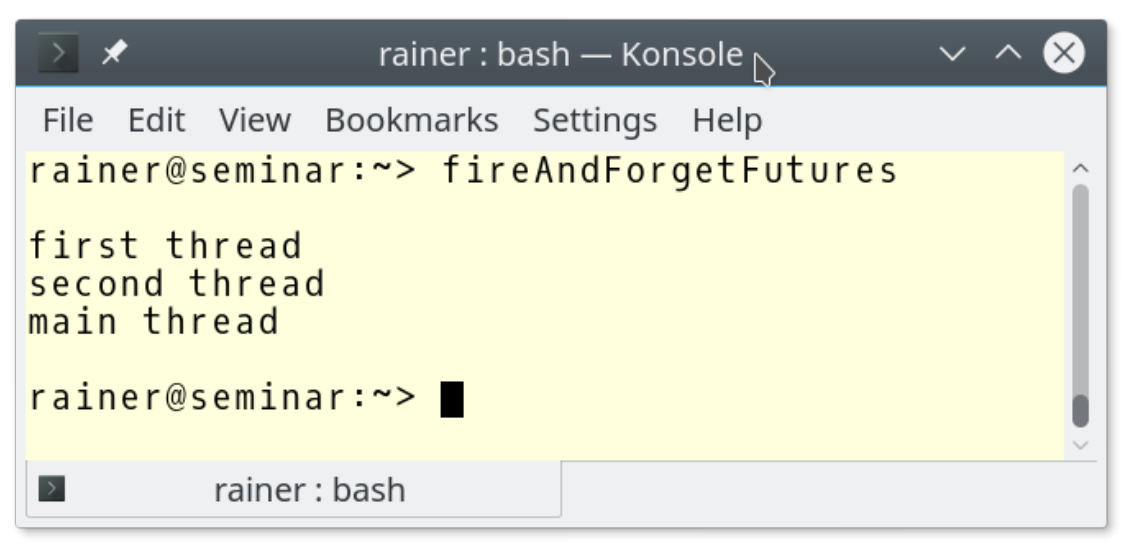 rainer : bash — Konsole
File Edit View Bookmarks Settings Help
rainer@seminar:~> fireAndForgetFutures
first thread
second thread
main thread
rainer@seminar:~>
rainer : bash